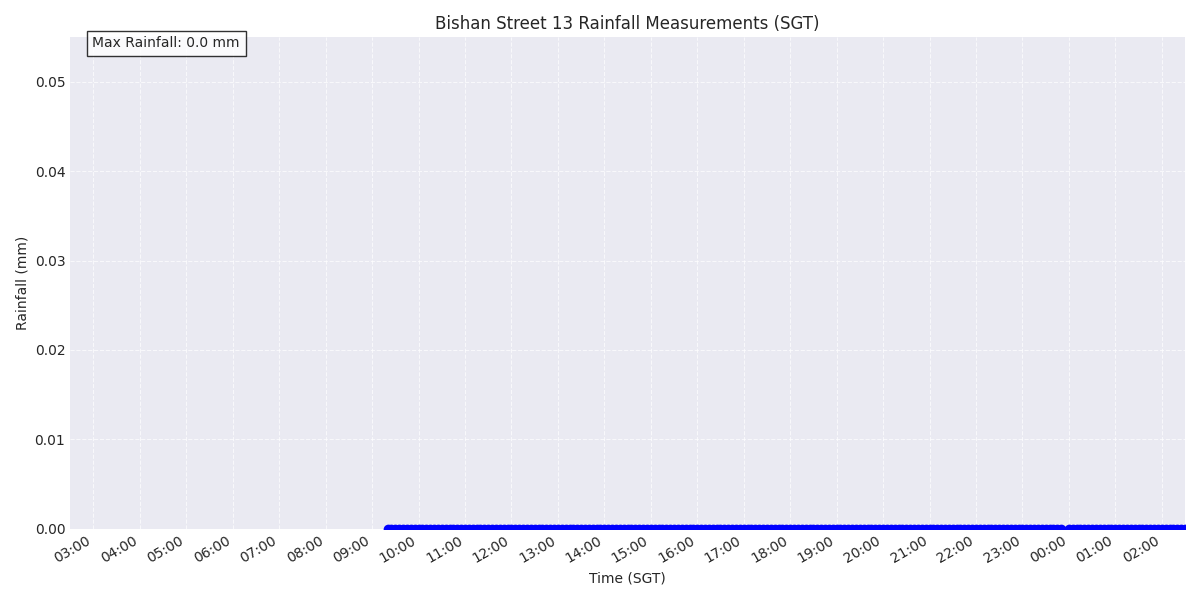 Bishan Street 13 Rainfall Measurements (SGT)
Max Rainfall: 0.0 mm
Rainfall (mm)
0.05
0.04
0.03
0.02
0.01
0.00
03:00 04:00 05:00 06:00 07:00 08:00 09:00 10:00 11:00 12:00 13:00 14:00 15:00 16:00 17:00 18:00 19:00 20:00 21:00 22:00 23:00 00:00 01:00 02:00
Time (SGT)